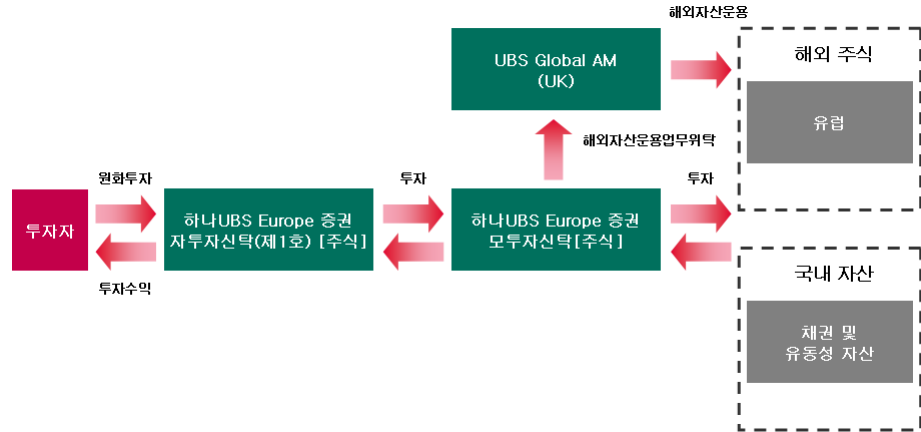 해외자산운용
UBS Global AM
(UK)
해외 주식
유럽
해외자산운용업무위탁
원화투자
투자
투자
투자자
하나UBS Europe 증권
자투자신탁(제1호) [주식]
하나UBS Europe 증권
모투자신탁[주식]
투자수익
국내 자산
채권 및
유동성 자산